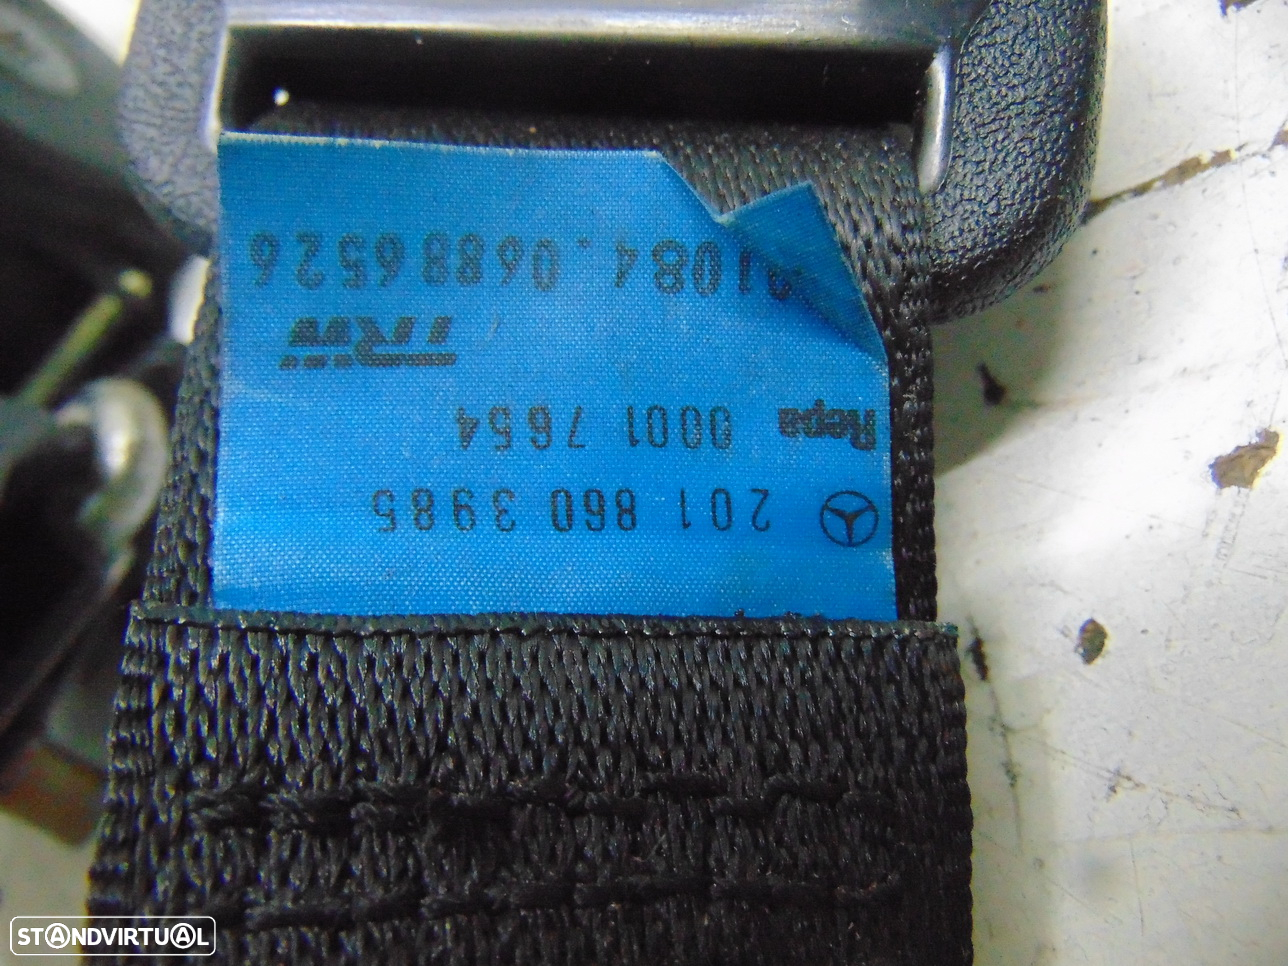 201 860 3985
Repa 0001 7654
TRW
1084.06886526
STANDVIRTUAL